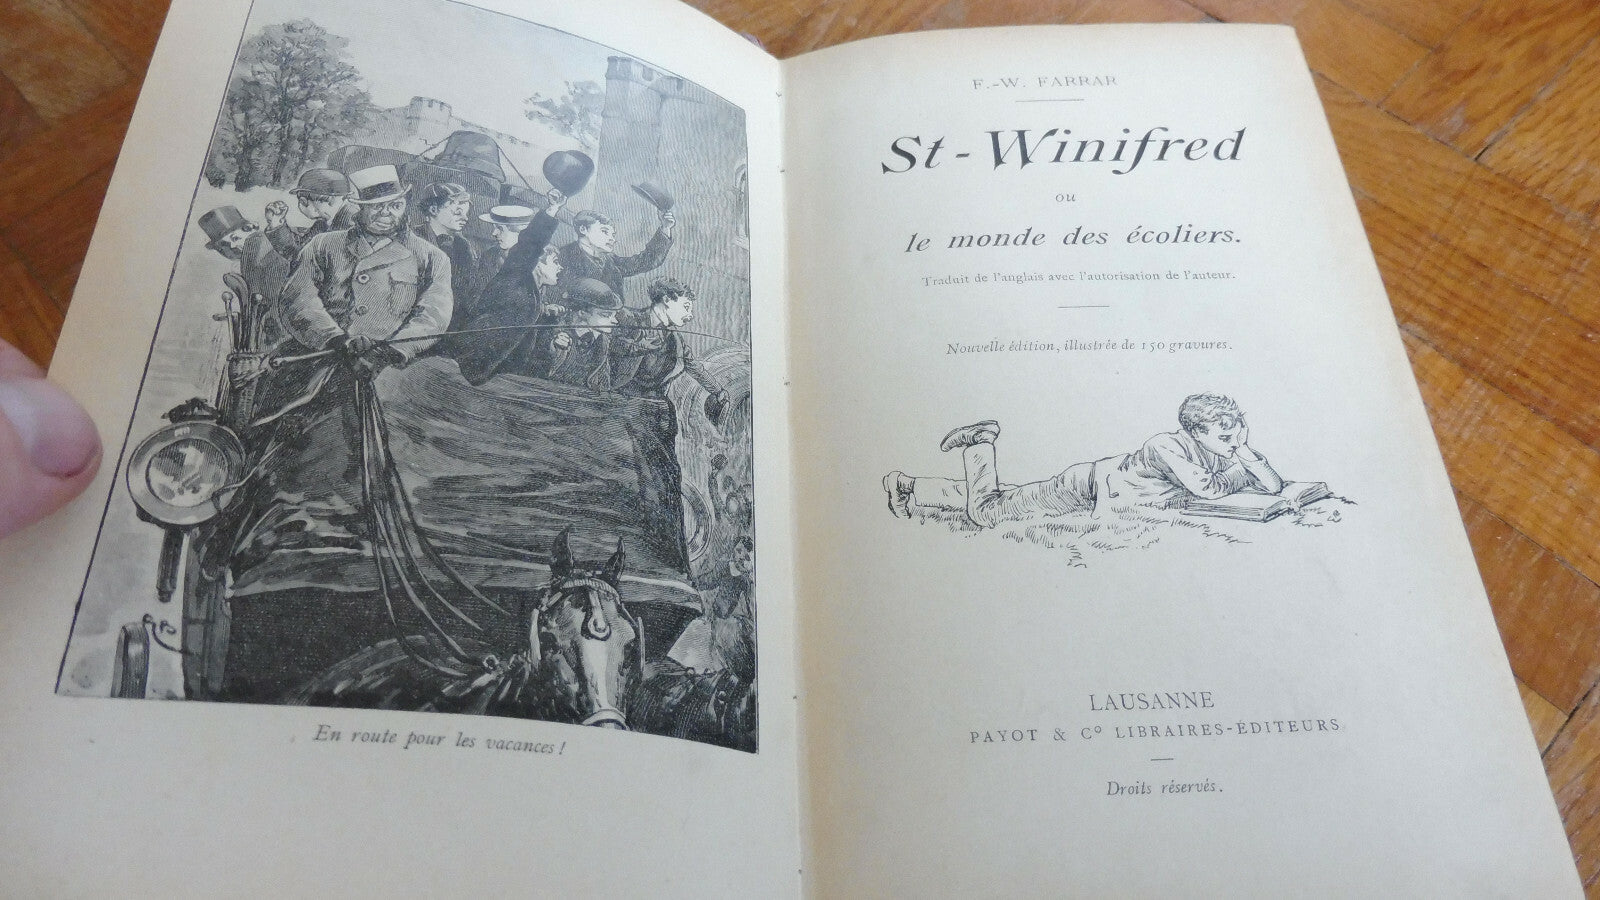 En route pour les vacances !
F.-W. FARRAR
St-Winifred
ou
le monde des écoliers.
Traduit de l'anglais avec l'autorisation de l'auteur.
Nouvelle édition, illustrée de 150 gravures.
LAUSANNE
PAYOT & Cº LIBRAIRES-ÉDITEURS
Droits réservés.